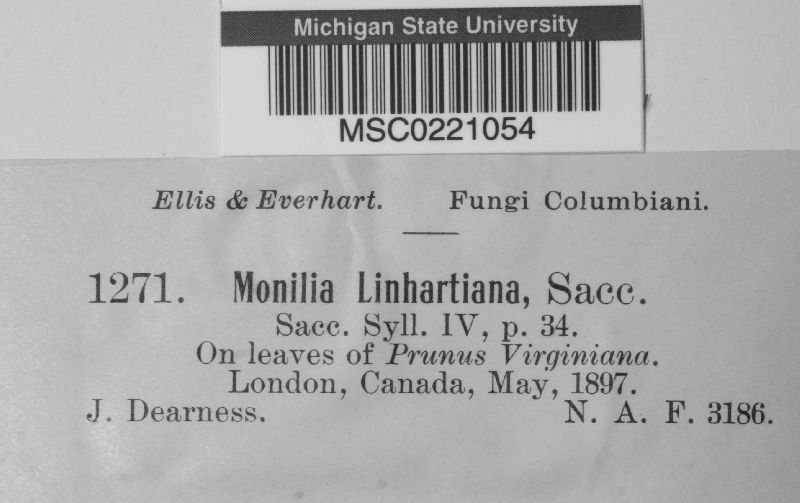 Michigan State University
MSC0221054
Ellis & Everhart. Fungi Columbiani.
1271. Monilia Linhartiana, Sacc.
Sacc. Syll. IV, p. 34.
On leaves of Prunus Virginiana.
London, Canada, May, 1897.
J. Dearness. N. A. F. 3186.